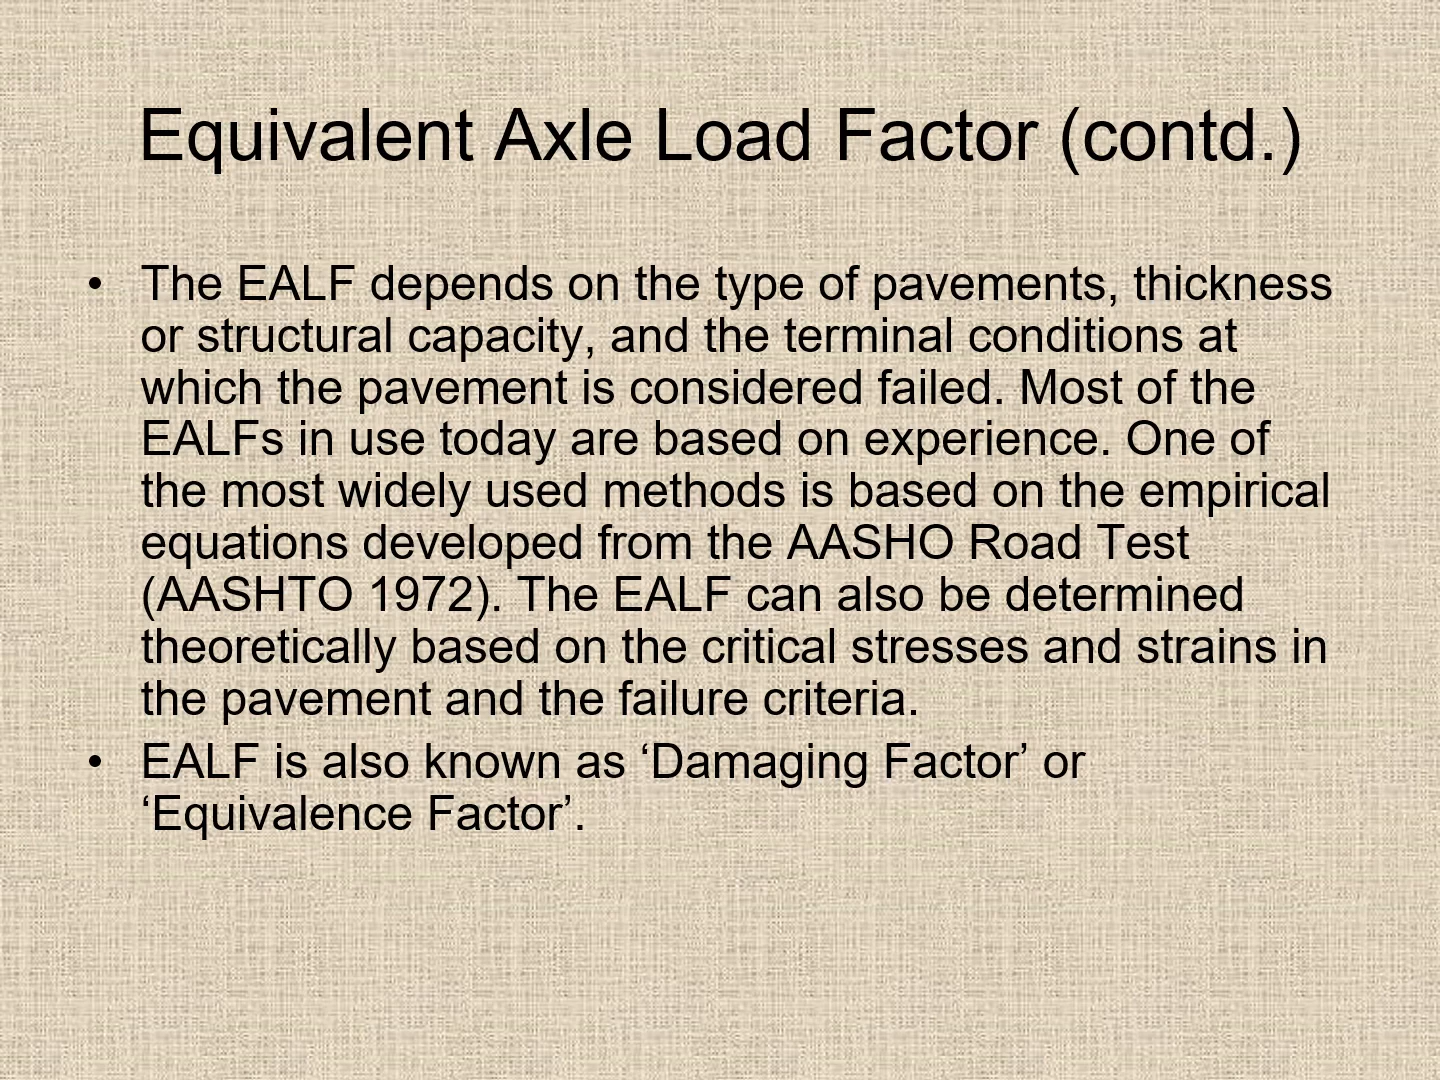 Equivalent Axle Load Factor (contd.)
• The EALF depends on the type of pavements, thickness
or structural capacity, and the terminal conditions at
which the pavement is considered failed. Most of the
EALFs in use today are based on experience. One of
the most widely used methods is based on the empirical
equations developed from the AASHO Road Test
(AASHTO 1972). The EALF can also be determined
theoretically based on the critical stresses and strains in
the pavement and the failure criteria.
• EALF is also known as ‘Damaging Factor’ or
‘Equivalence Factor’.